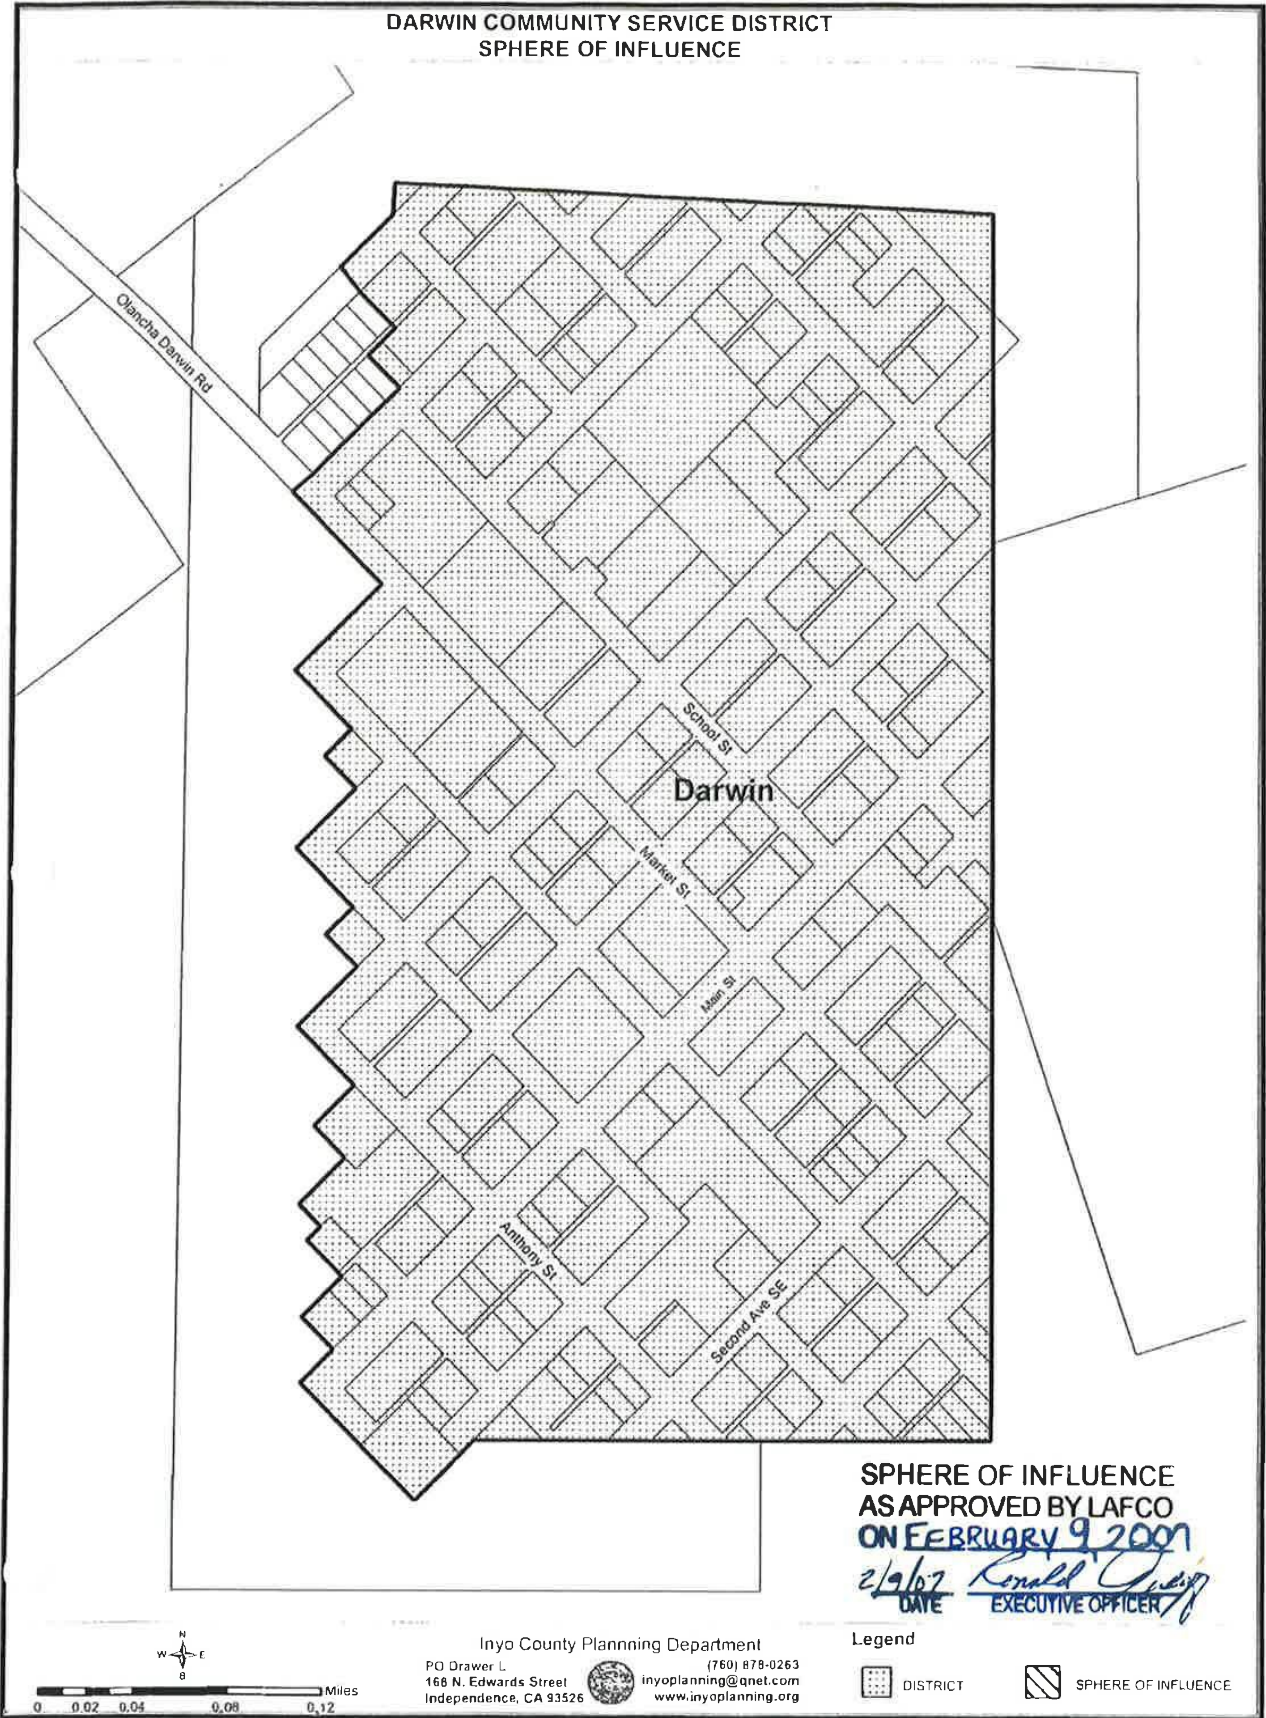 DARWIN COMMUNITY SERVICE DISTRICT
SPHERE OF INFLUENCE
Olancha Darwin Rd
School St
Darwin
Market St
Main St
Anthony St
Second Ave SE
SPHERE OF INFLUENCE
AS APPROVED BY LAFCO
ON FEBRUARY 9 2007
2/9/07 Ronald
DATE EXECUTIVE OFFICER
N
W E
S
Miles
0 0.02 0.04 0.08 0.12
Inyo County Plannning Department
PO Drawer L
168 N. Edwards Street
Independence, CA 93526
(760) 878-0263
inyoplanning@qnet.com
www.inyoplanning.org
Legend
DISTRICT
SPHERE OF INFLUENCE